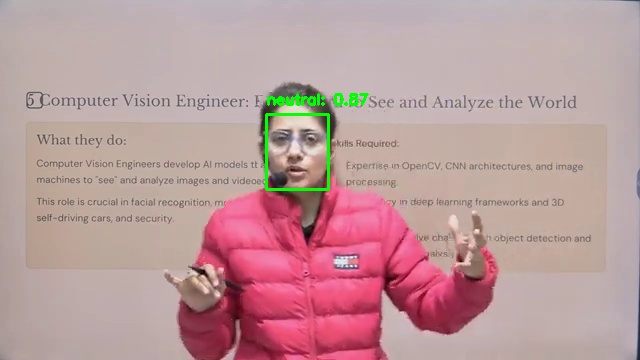 5 Computer Vision Engineer: See and Analyze the World
neutral: 0.87
What they do:
Computer Vision Engineers develop AI models
machines to "see" and analyze images and
This role is crucial in facial recognition,
self-driving cars, and security.
Skills Required:
Expertise in OpenCV, CNN architectures, and image
processing.
in deep learning frameworks and 3D
object detection and
TOMMY